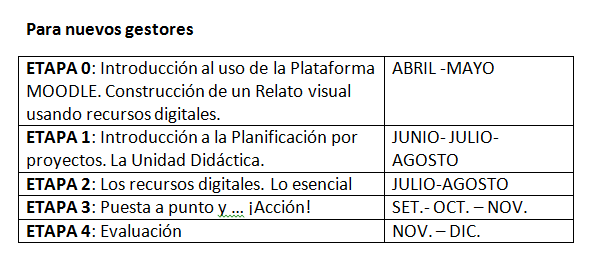 Para nuevos gestores
ETAPA 0: Introducción al uso de la Plataforma
MOODLE. Construcción de un Relato visual
usando recursos digitales.
ABRIL -MAYO
ETAPA 1: Introducción a la Planificación por
proyectos. La Unidad Didáctica.
JUNIO- JULIO-
AGOSTO
ETAPA 2: Los recursos digitales. Lo esencial
JULIO-AGOSTO
ETAPA 3: Puesta a punto y … ¡Acción!
SET.- OCT. – NOV.
ETAPA 4: Evaluación
NOV. – DIC.